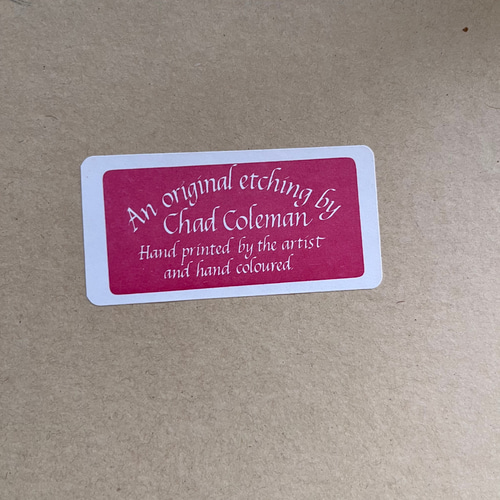 An original etching by
Chad Coleman
Hand printed by the artist
and hand coloured.